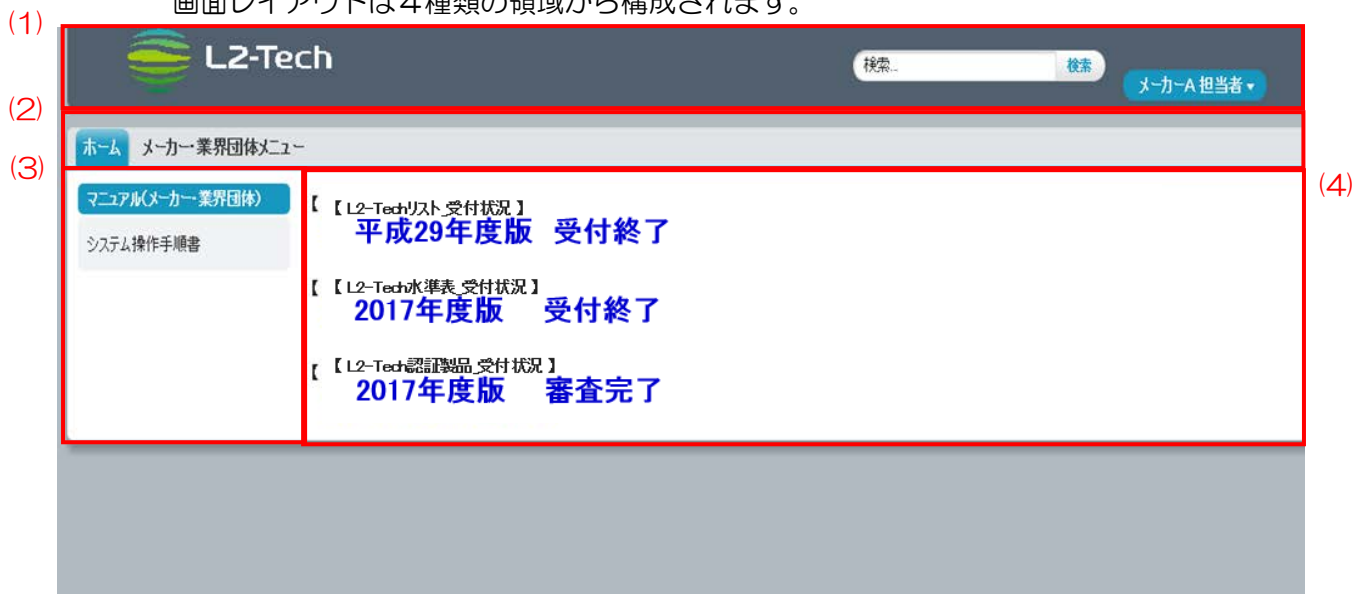 画面レイアウトは４種類の領域から構成されます。
(1)
L2-Tech
検索...
検索
メーカーA 担当者▼
(2)
ホーム メーカー・業界団体メニュー
(3)
(4)
マニュアル(メーカー・業界団体)
システム操作手順書
【 【 L2-Techリスト_受付状況 】
平成29年度版 受付終了
【 【 L2-Tech水準表_受付状況 】
2017年度版 受付終了
【 【 L2-Tech認証製品_受付状況 】
2017年度版 審査完了